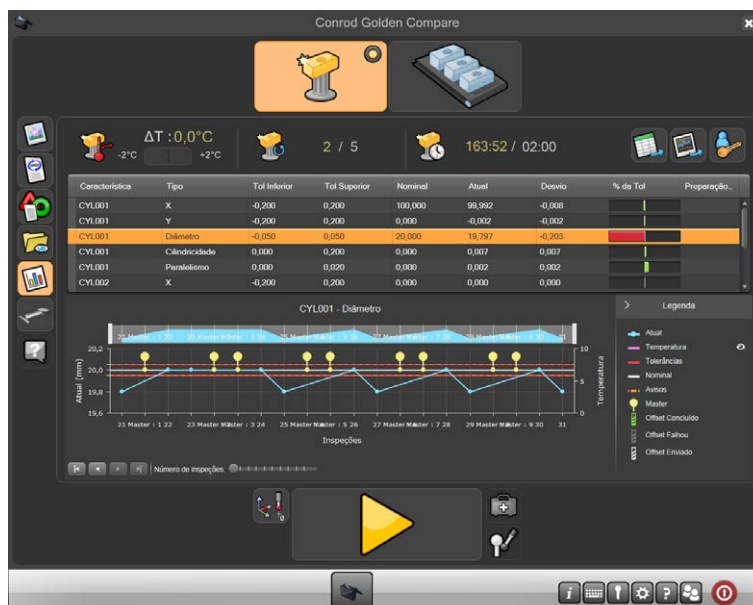 Conrod Golden Compare
ΔT : 0,0°C
-2°C +2°C
2 / 5
163:52 / 02:00
Característica Tipo Tol Inferior Tol Superior Nominal Atual Desvio % da Tol Preparação...
CYL001 X -0,200 0,200 100,000 99,992 -0,008
CYL001 Y -0,200 0,200 0,000 -0,002 -0,002
CYL001 Diâmetro -0,050 0,050 20,000 19,797 -0,203
CYL001 Cilindricidade 0,000 0,200 0,000 0,007 0,007
CYL001 Paralelismo 0,000 0,020 0,000 0,002 0,002
CYL002 X -0,200 0,200 0,000 0,000 0,000
CYL001 - Diâmetro
Legenda
Atual
Temperatura
Tolerâncias
Nominal
Avisos
Master
Offset Concluído
Offset Falhou
Offset Enviado
20,2
20,0
19,8
19,6
Atual (mm)
10
5
0
Temperatura
21 Master : 1 22 23 Master : 3 24 25 Master : 5 26 27 Master : 7 28 29 Master : 9 30 31
Inspeções
Número de inspeções: